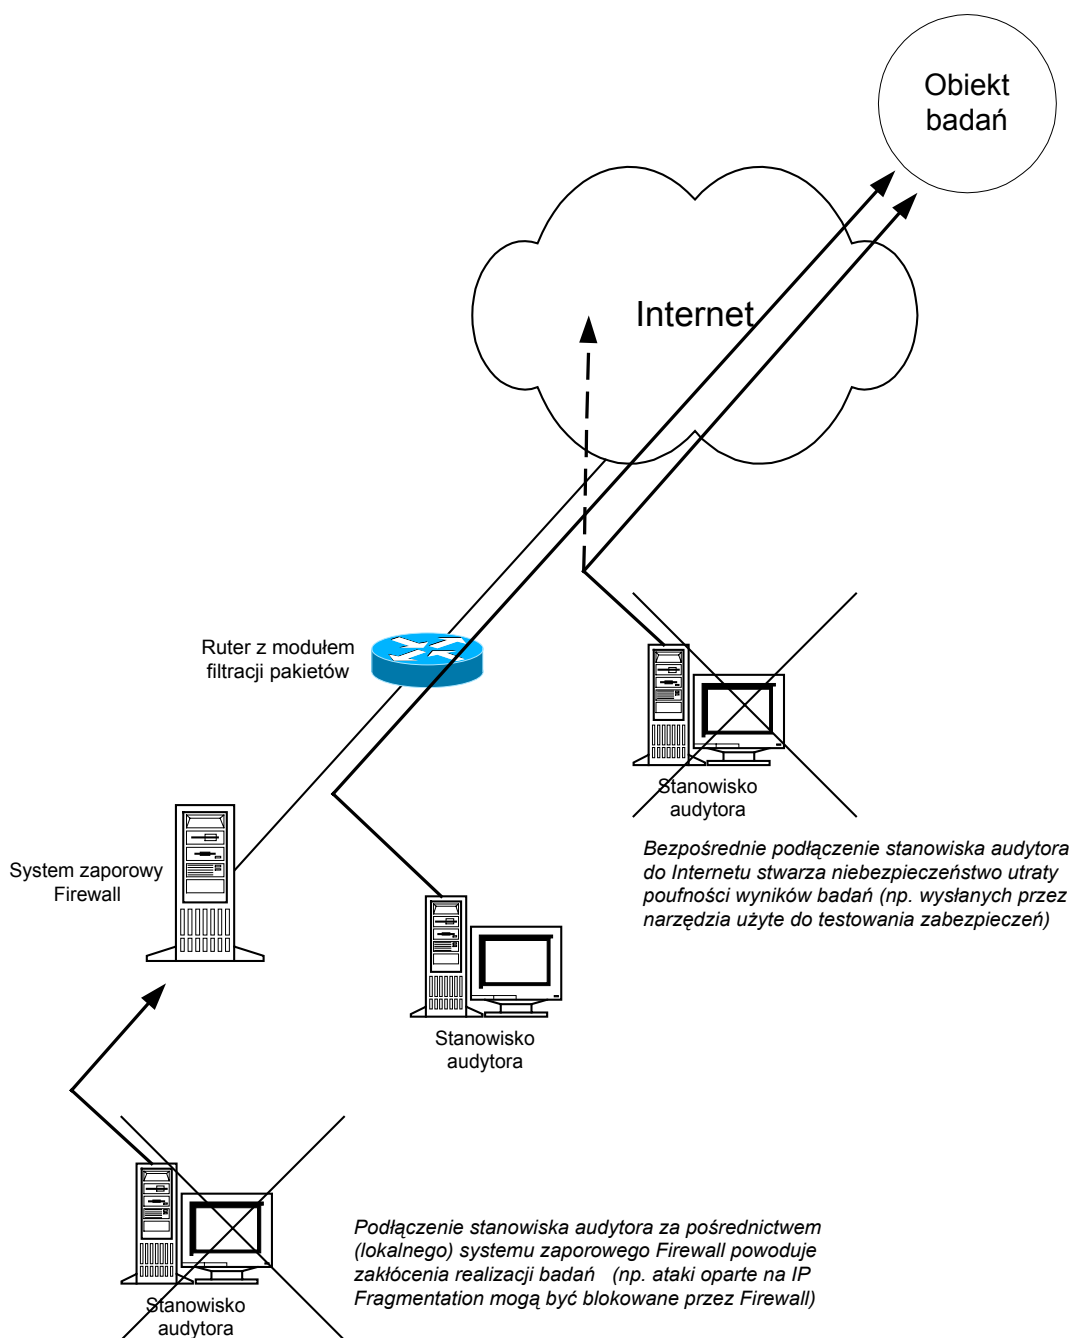 Obiekt
badań
Internet
Ruter z modułem
filtracji pakietów
Stanowisko
audytora
Bezpośrednie podłączenie stanowiska audytora
do Internetu stwarza niebezpieczeństwo utraty
poufności wyników badań (np. wysłanych przez
narzędzia użyte do testowania zabezpieczeń)
System zaporowy
Firewall
Stanowisko
audytora
Podłączenie stanowiska audytora za pośrednictwem
(lokalnego) systemu zaporowego Firewall powoduje
zakłócenia realizacji badań (np. ataki oparte na IP
Fragmentation mogą być blokowane przez Firewall)
Stanowisko
audytora